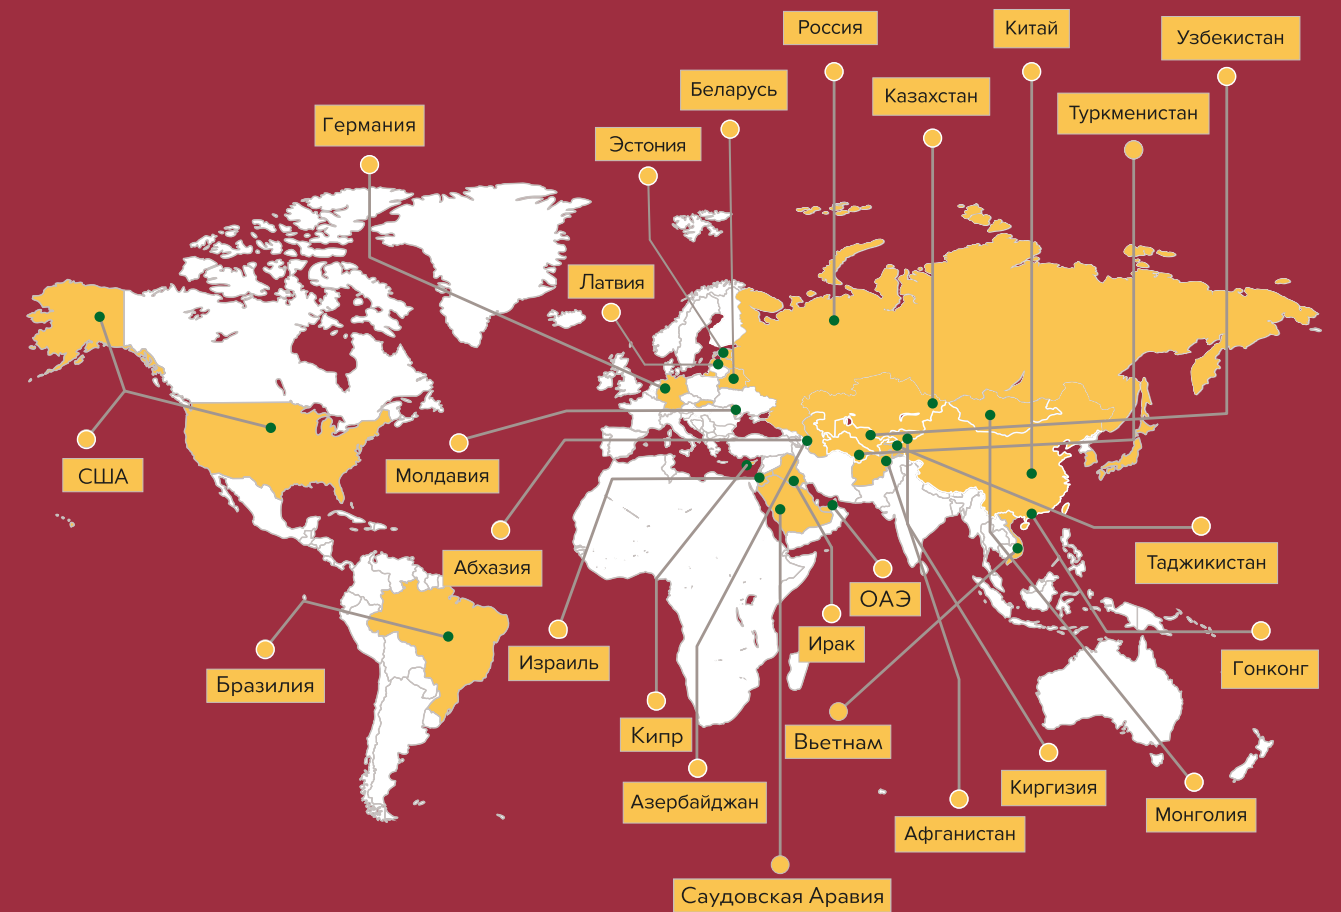 Россия
Китай
Узбекистан
Беларусь
Казахстан
Туркменистан
Германия
Эстония
Латвия
США
Молдавия
Абхазия
Таджикистан
ОАЭ
Ирак
Израиль
Гонконг
Бразилия
Кипр
Вьетнам
Киргизия
Азербайджан
Монголия
Афганистан
Саудовская Аравия